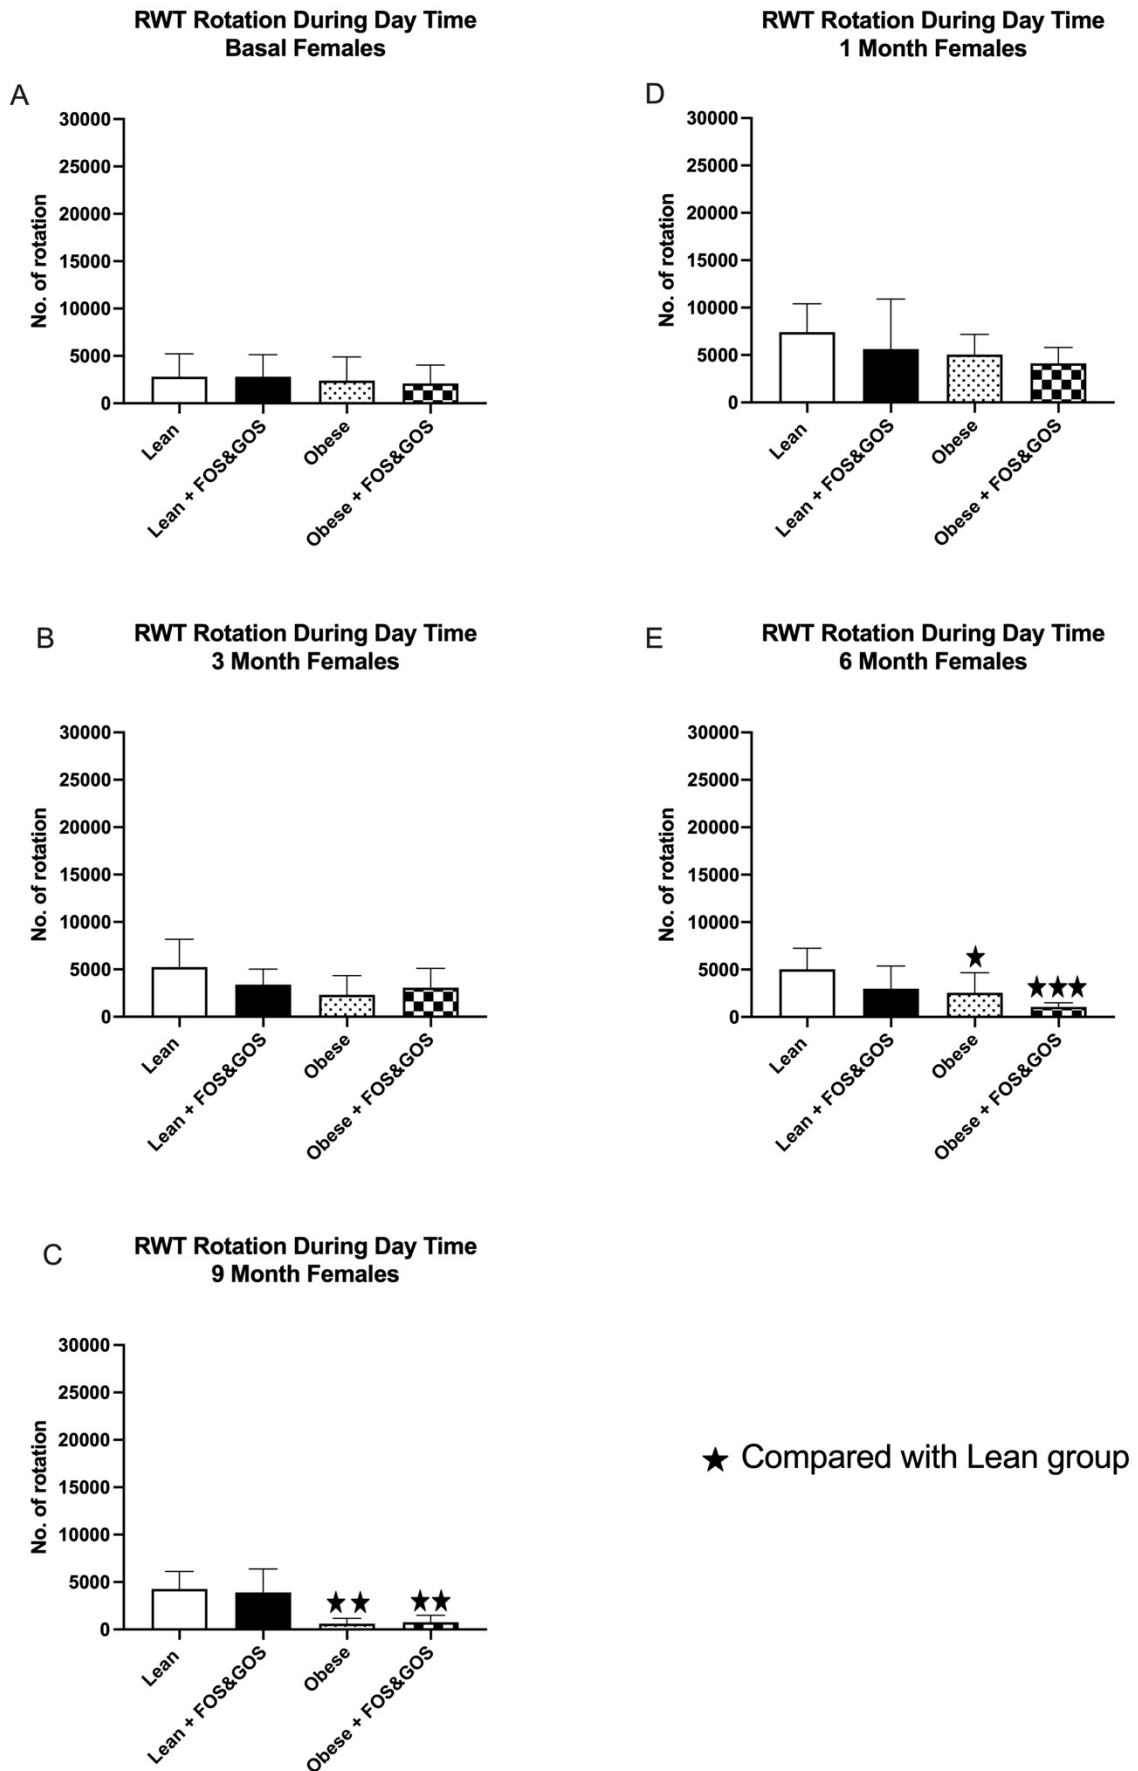 RWT Rotation During Day Time
Basal Females
A
30000
25000
20000
15000
10000
5000
0
No. of rotation
Lean
Lean + FOS&GOS
Obese
Obese + FOS&GOS
RWT Rotation During Day Time
1 Month Females
D
30000
25000
20000
15000
10000
5000
0
No. of rotation
Lean
Lean + FOS&GOS
Obese
Obese + FOS&GOS
B
RWT Rotation During Day Time
3 Month Females
30000
25000
20000
15000
10000
5000
0
No. of rotation
Lean
Lean + FOS&GOS
Obese
Obese + FOS&GOS
E
RWT Rotation During Day Time
6 Month Females
30000
25000
20000
15000
10000
5000
0
No. of rotation
★
★★★
Lean
Lean + FOS&GOS
Obese
Obese + FOS&GOS
C
RWT Rotation During Day Time
9 Month Females
30000
25000
20000
15000
10000
5000
0
No. of rotation
★★
★★
Lean
Lean + FOS&GOS
Obese
Obese + FOS&GOS
★ Compared with Lean group